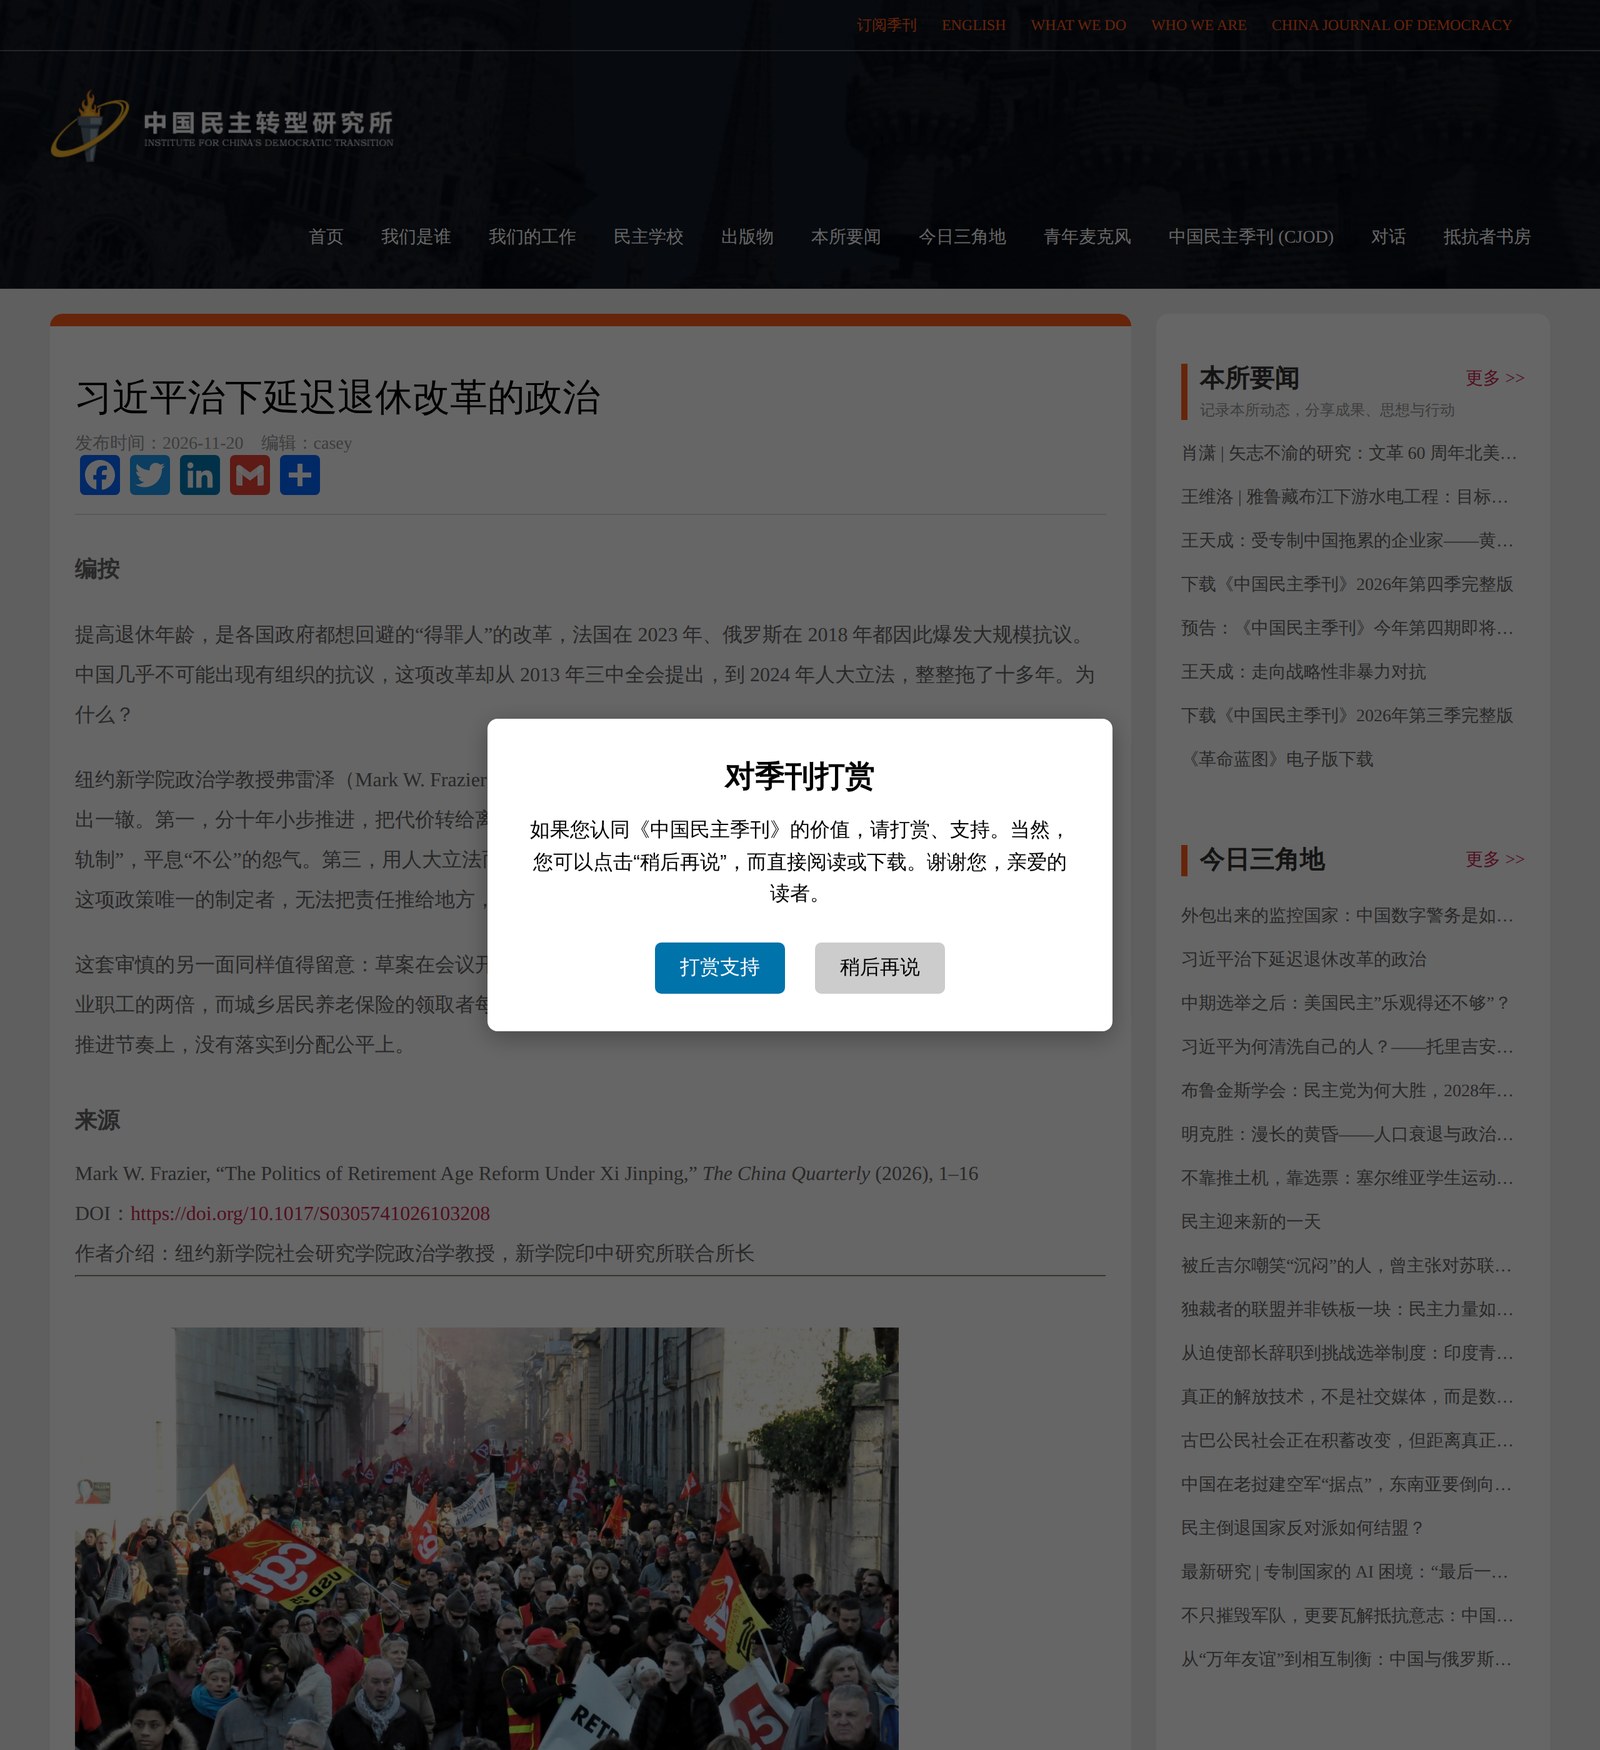 订阅季刊 ENGLISH WHAT WE DO WHO WE ARE CHINA JOURNAL OF DEMOCRACY
中国民主转型研究所
INSTITUTE FOR CHINA'S DEMOCRATIC TRANSITION
首页 我们是谁 我们的工作 民主学校 出版物 本所要闻 今日三角地 青年麦克风 中国民主季刊 (CJOD) 对话 抵抗者书房
习近平治下延迟退休改革的政治
发布时间：2026-11-20 编辑：casey
编按
提高退休年龄，是各国政府都想回避的“得罪人”的改革，法国在 2023 年、俄罗斯在 2018 年都因此爆发大规模抗议。
中国几乎不可能出现有组织的抗议，这项改革却从 2013 年三中全会提出，到 2024 年人大立法，整整拖了十多年。为
什么？
纽约新学院政治学教授弗雷泽（Mark W. Frazier
出一辙。第一，分十年小步推进，把代价转给离
轨制”，平息“不公”的怨气。第三，用人大立法而
这项政策唯一的制定者，无法把责任推给地方，
这套审慎的另一面同样值得留意：草案在会议开
业职工的两倍，而城乡居民养老保险的领取者每
推进节奏上，没有落实到分配公平上。
对季刊打赏
如果您认同《中国民主季刊》的价值，请打赏、支持。当然，
您可以点击“稍后再说”，而直接阅读或下载。谢谢您，亲爱的
读者。
打赏支持 稍后再说
来源
Mark W. Frazier, “The Politics of Retirement Age Reform Under Xi Jinping,” The China Quarterly (2026), 1–16
DOI：https://doi.org/10.1017/S0305741026103208
作者介绍：纽约新学院社会研究学院政治学教授，新学院印中研究所联合所长
cgt
USD 29
RETR
25
本所要闻 更多 >>
记录本所动态，分享成果、思想与行动
肖潇 | 矢志不渝的研究：文革 60 周年北美…
王维洛 | 雅鲁藏布江下游水电工程：目标…
王天成：受专制中国拖累的企业家——黄…
下载《中国民主季刊》2026年第四季完整版
预告：《中国民主季刊》今年第四期即将…
王天成：走向战略性非暴力对抗
下载《中国民主季刊》2026年第三季完整版
《革命蓝图》电子版下载
今日三角地 更多 >>
外包出来的监控国家：中国数字警务是如…
习近平治下延迟退休改革的政治
中期选举之后：美国民主”乐观得还不够”？
习近平为何清洗自己的人？——托里吉安…
布鲁金斯学会：民主党为何大胜，2028年…
明克胜：漫长的黄昏——人口衰退与政治…
不靠推土机，靠选票：塞尔维亚学生运动…
民主迎来新的一天
被丘吉尔嘲笑“沉闷”的人，曾主张对苏联…
独裁者的联盟并非铁板一块：民主力量如…
从迫使部长辞职到挑战选举制度：印度青…
真正的解放技术，不是社交媒体，而是数…
古巴公民社会正在积蓄改变，但距离真正…
中国在老挝建空军“据点”，东南亚要倒向…
民主倒退国家反对派如何结盟？
最新研究 | 专制国家的 AI 困境：“最后一…
不只摧毁军队，更要瓦解抵抗意志：中国…
从“万年友谊”到相互制衡：中国与俄罗斯…